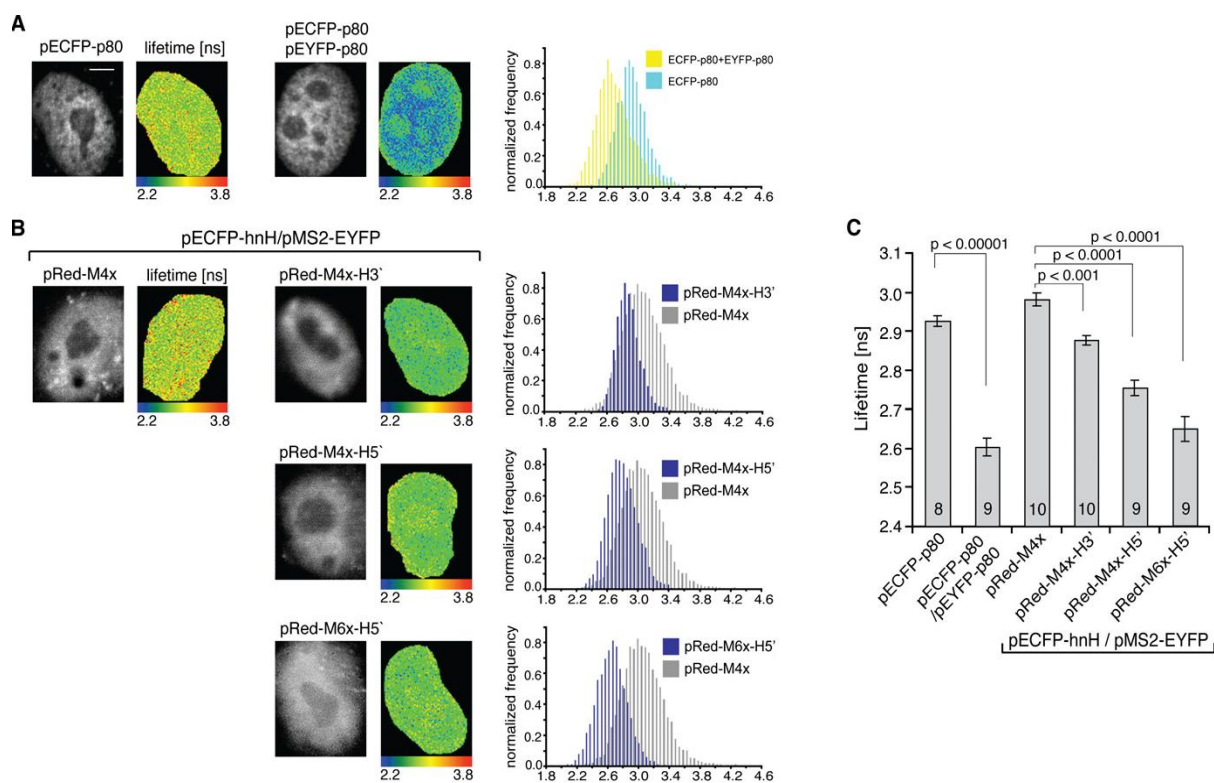 A
pECFP-p80
lifetime [ns]
pECFP-p80
pEYFP-p80
2.2 3.8
2.2 3.8
normalized frequency
0.8
0.6
0.4
0.2
0.0
1.8 2.2 2.6 3.0 3.4 3.8 4.6
ECFP-p80+EYFP-p80
ECFP-p80
B
pECFP-hnH/pMS2-EYFP
pRed-M4x
lifetime [ns]
pRed-M4x-H3`
2.2 3.8
2.2 3.8
normalized frequency
0.8
0.6
0.4
0.2
0.0
1.8 2.2 2.6 3.0 3.4 3.8 4.6
pRed-M4x-H3'
pRed-M4x
pRed-M4x-H5`
2.2 3.8
normalized frequency
0.8
0.6
0.4
0.2
0.0
1.8 2.2 2.6 3.0 3.4 3.8 4.6
pRed-M4x-H5'
pRed-M4x
pRed-M6x-H5`
2.2 3.8
normalized frequency
0.8
0.6
0.4
0.2
0.0
1.8 2.2 2.6 3.0 3.4 3.8 4.6
pRed-M6x-H5'
pRed-M4x
C
p < 0.00001
p < 0.0001
p < 0.0001
p < 0.001
Lifetime [ns]
3.1
3.0
2.9
2.8
2.7
2.6
2.5
2.4
8 9 10 10 9 9
pECFP-p80
pECFP-p80
/pEYFP-p80
pRed-M4x
pRed-M4x-H3'
pRed-M4x-H5'
pRed-M6x-H5'
pECFP-hnH / pMS2-EYFP